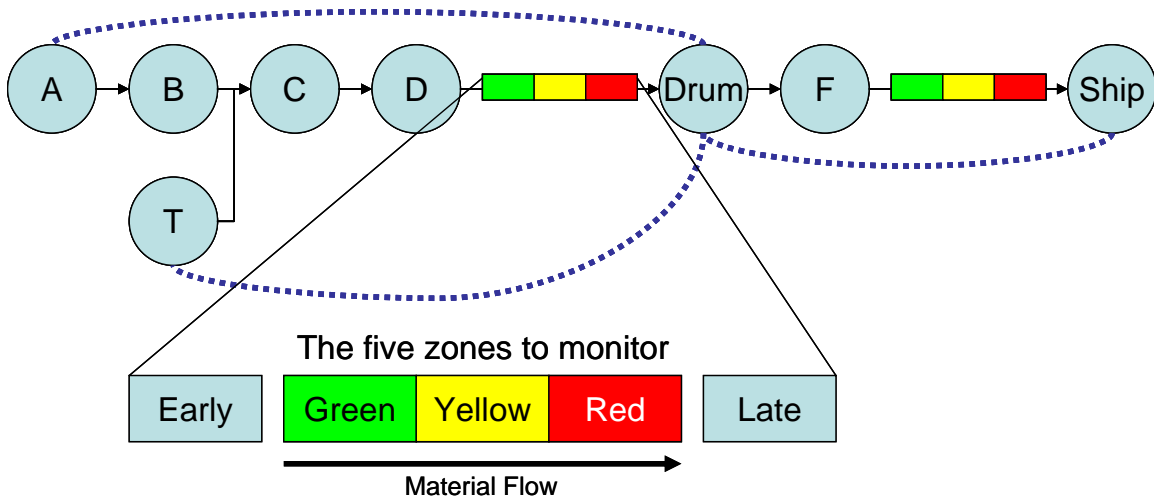 A B C D Drum F Ship
T
The five zones to monitor
Early Green Yellow Red Late
Material Flow